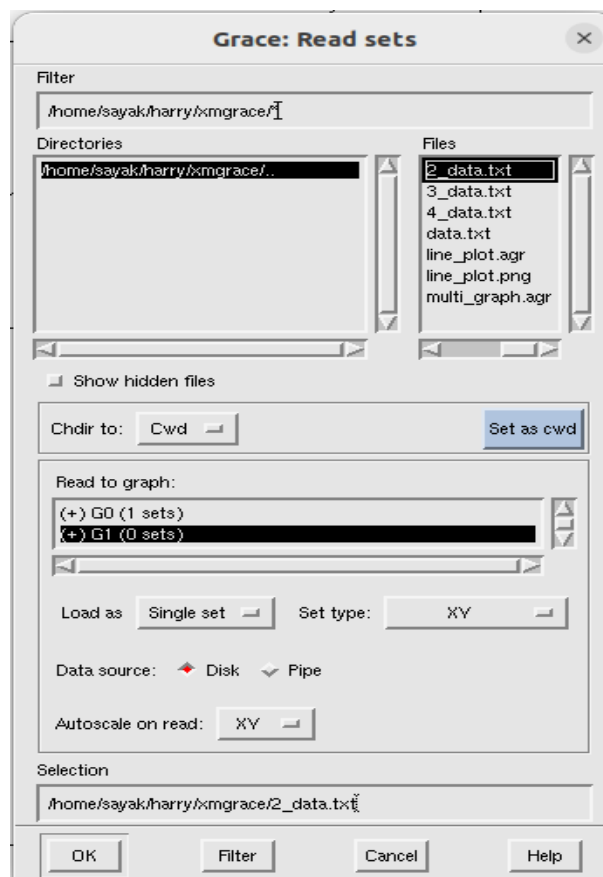 Grace: Read sets
Filter
/home/sayak/harry/xmgrace/*
Directories
Files
/home/sayak/harry/xmgrace/..
2_data.txt
3_data.txt
4_data.txt
data.txt
line_plot.agr
line_plot.png
multi_graph.agr
Show hidden files
Chdir to: Cwd
Set as cwd
Read to graph:
(+) G0 (1 sets)
(+) G1 (0 sets)
Load as Single set Set type: XY
Data source: Disk Pipe
Autoscale on read: XY
Selection
/home/sayak/harry/xmgrace/2_data.txt
OK Filter Cancel Help